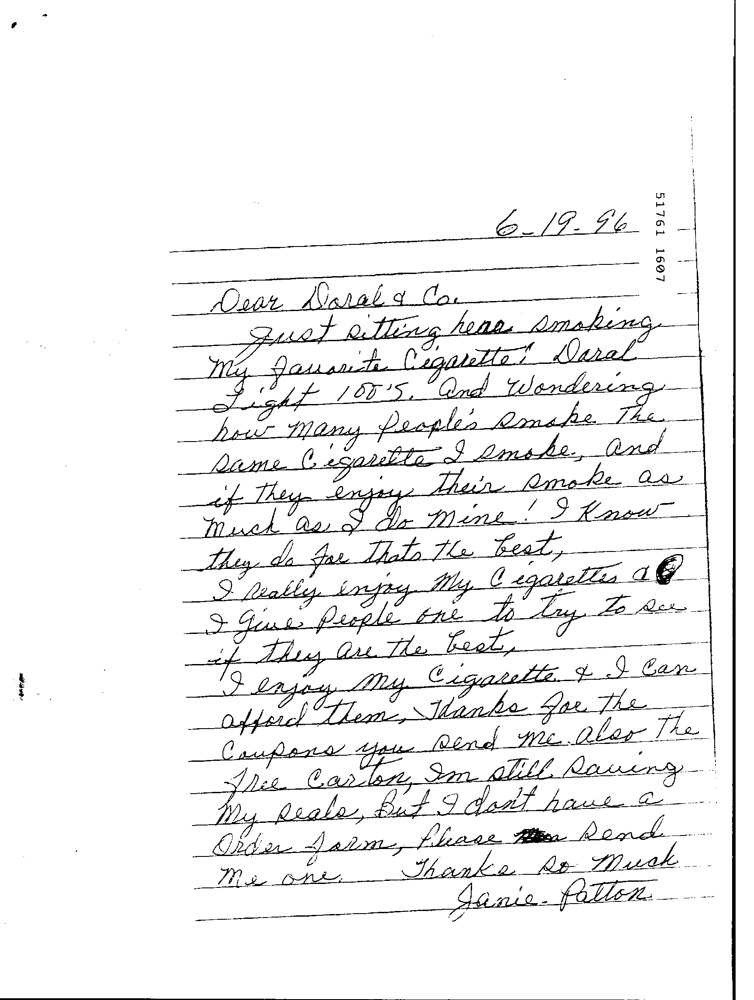 6-19-96
51761 1607
Dear Doral & Co.
Just sitting here smoking
My favorite Cigarette! Doral
Light 100'S. And Wondering
how Many People's smoke The
same Cigarette I smoke, and
if they enjoy their smoke as
Much as I do Mine! I Know
they do for thats the best,
I really enjoy My Cigarettes a
I give People one to try to see
if they are the best,
I enjoy My Cigarette & I Can
afford them, Thanks for the
Coupons you send me. also The
free Carton, Im still saving
My seals, But I don't have a
Order form, Please send
Me one. Thanks so Much
Janie-Patton